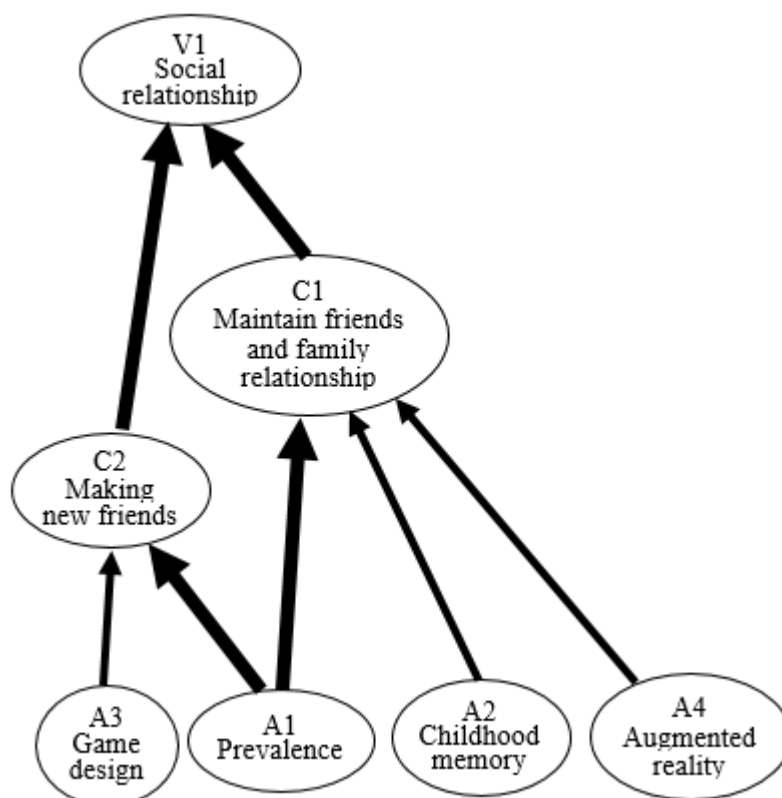 V1
Social
relationship
C1
Maintain friends
and family
relationship
C2
Making
new friends
A3
Game
design
A1
Prevalence
A2
Childhood
memory
A4
Augmented
reality